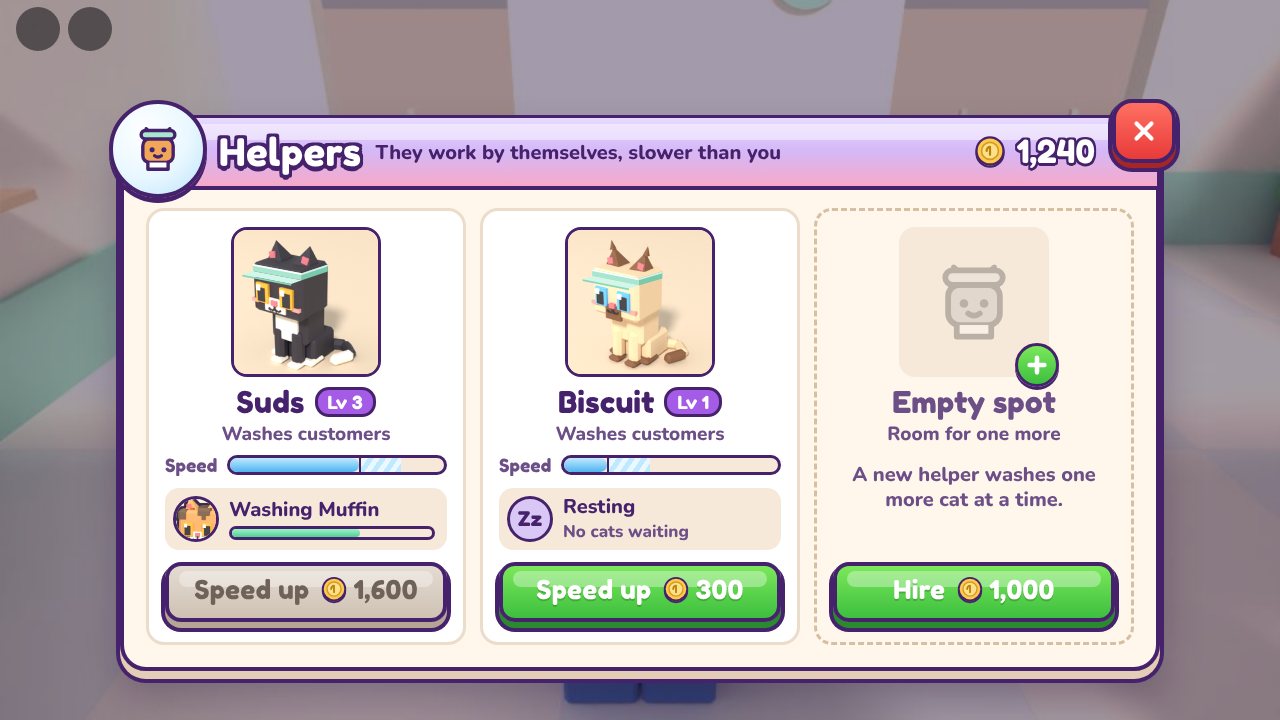 Helpers
They work by themselves, slower than you
1,240
Suds
Lv 3
Washes customers
Speed
Washing Muffin
Speed up 1,600
Biscuit
Lv 1
Washes customers
Speed
Zz
Resting
No cats waiting
Speed up 300
Empty spot
Room for one more
A new helper washes one
more cat at a time.
Hire 1,000